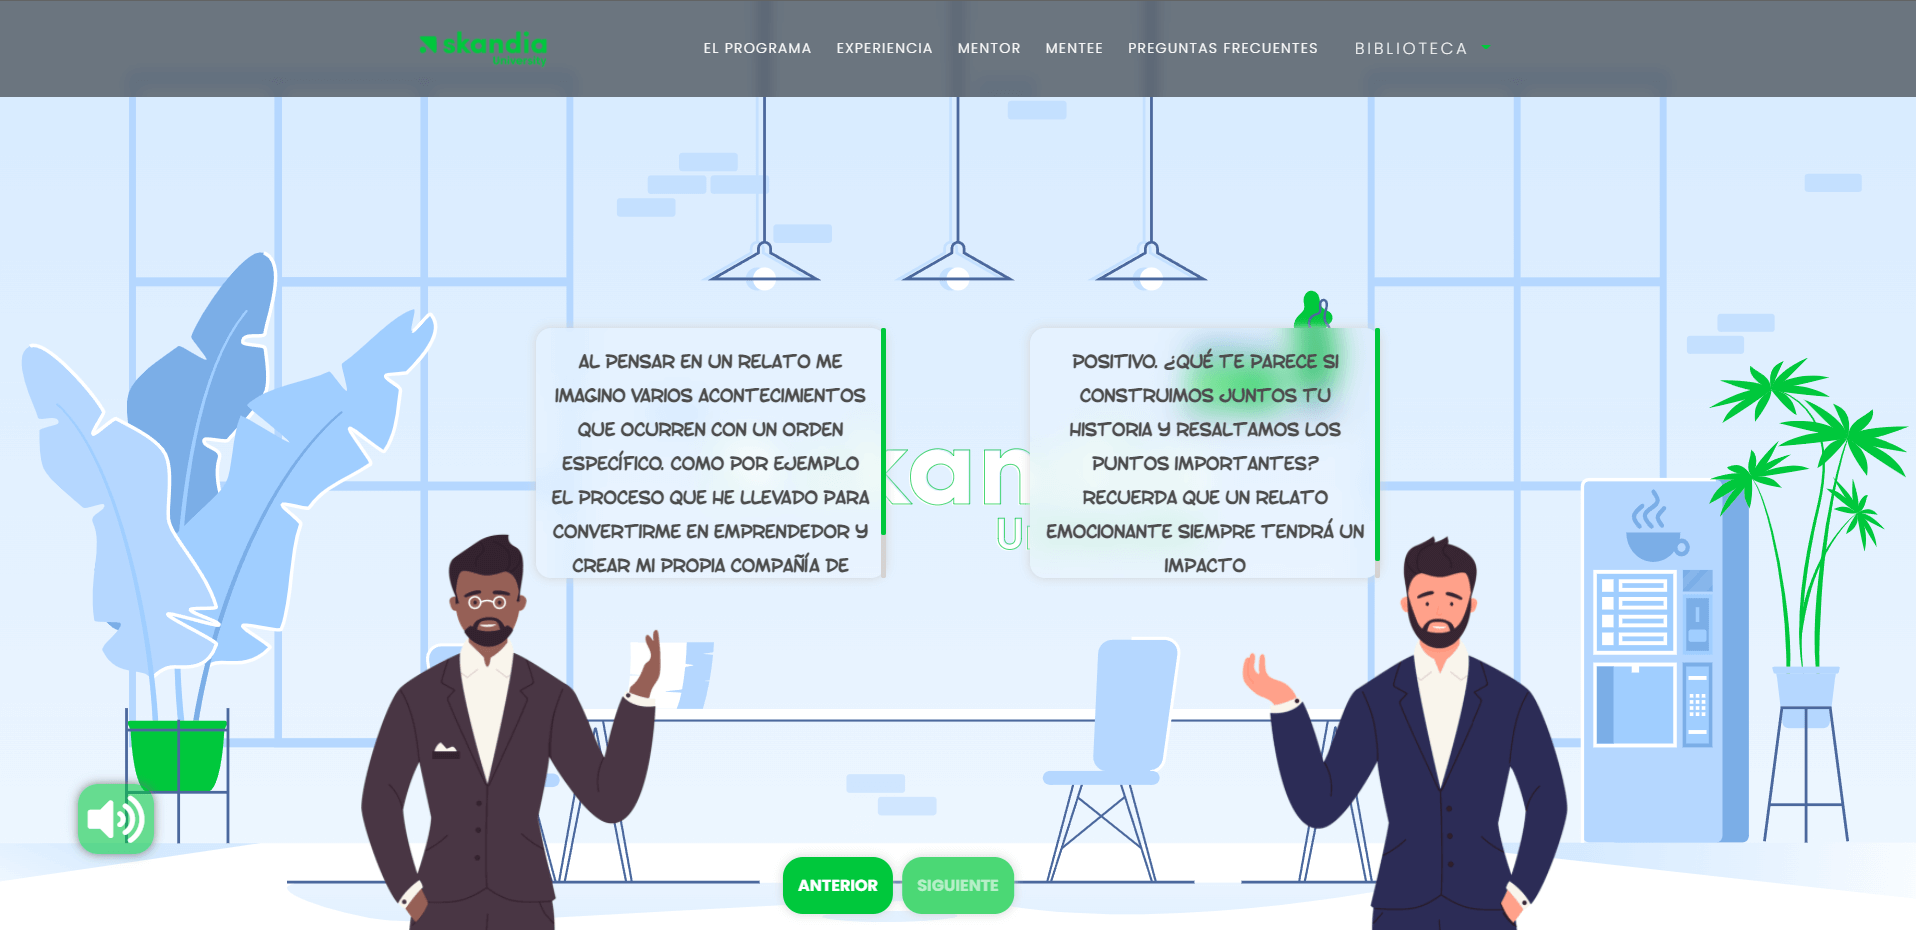 skandia
University
EL PROGRAMA
EXPERIENCIA
MENTOR
MENTEE
PREGUNTAS FRECUENTES
BIBLIOTECA
AL PENSAR EN UN RELATO ME
IMAGINO VARIOS ACONTECIMIENTOS
QUE OCURREN CON UN ORDEN
ESPECÍFICO. COMO POR EJEMPLO
EL PROCESO QUE HE LLEVADO PARA
CONVERTIRME EN EMPRENDEDOR Y
CREAR MI PROPIA COMPAÑÍA DE
POSITIVO. ¿QUÉ TE PARECE SI
CONSTRUIMOS JUNTOS TU
HISTORIA Y RESALTAMOS LOS
PUNTOS IMPORTANTES?
RECUERDA QUE UN RELATO
EMOCIONANTE SIEMPRE TENDRÁ UN
IMPACTO
kan
U
ANTERIOR
SIGUIENTE